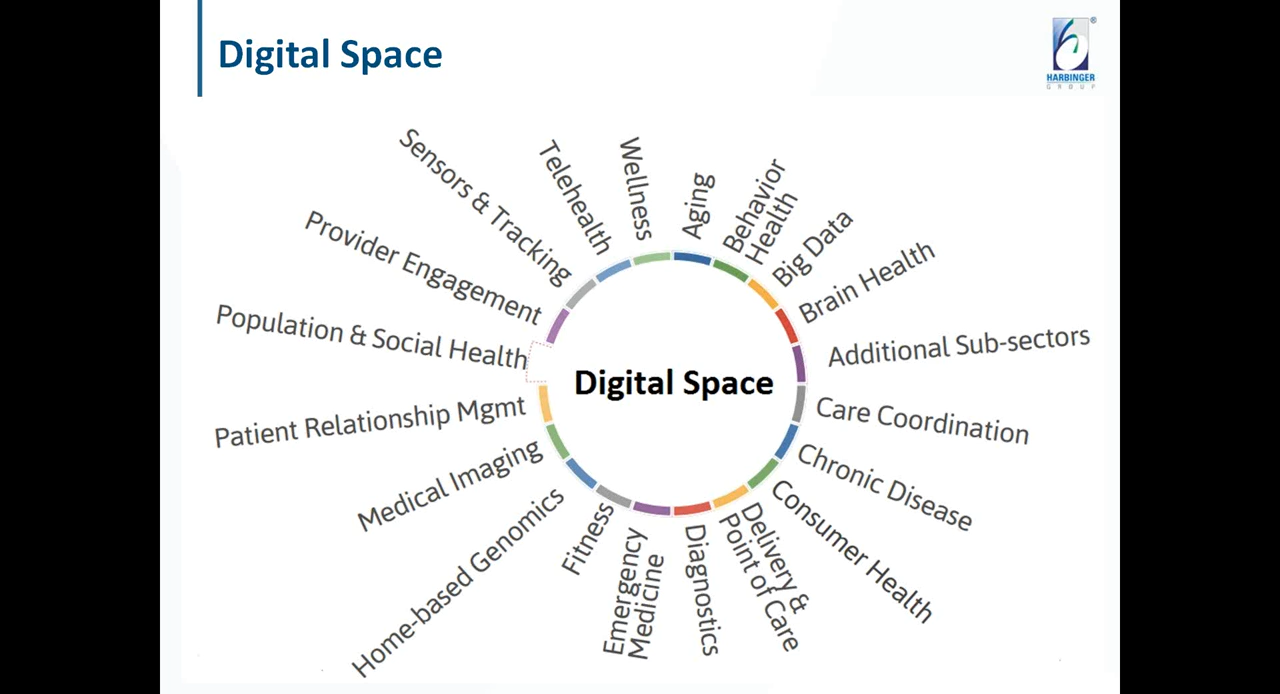 Digital Space
®
HARBINGER
GROUP
Aging
Behavior
Health
Big Data
Brain Health
Additional Sub-sectors
Care Coordination
Chronic Disease
Consumer Health
Delivery &
Point of Care
Diagnostics
Emergency
Medicine
Fitness
Home-based Genomics
Medical Imaging
Patient Relationship Mgmt
Population & Social Health
Provider Engagement
Sensors & Tracking
Telehealth
Wellness
Digital Space